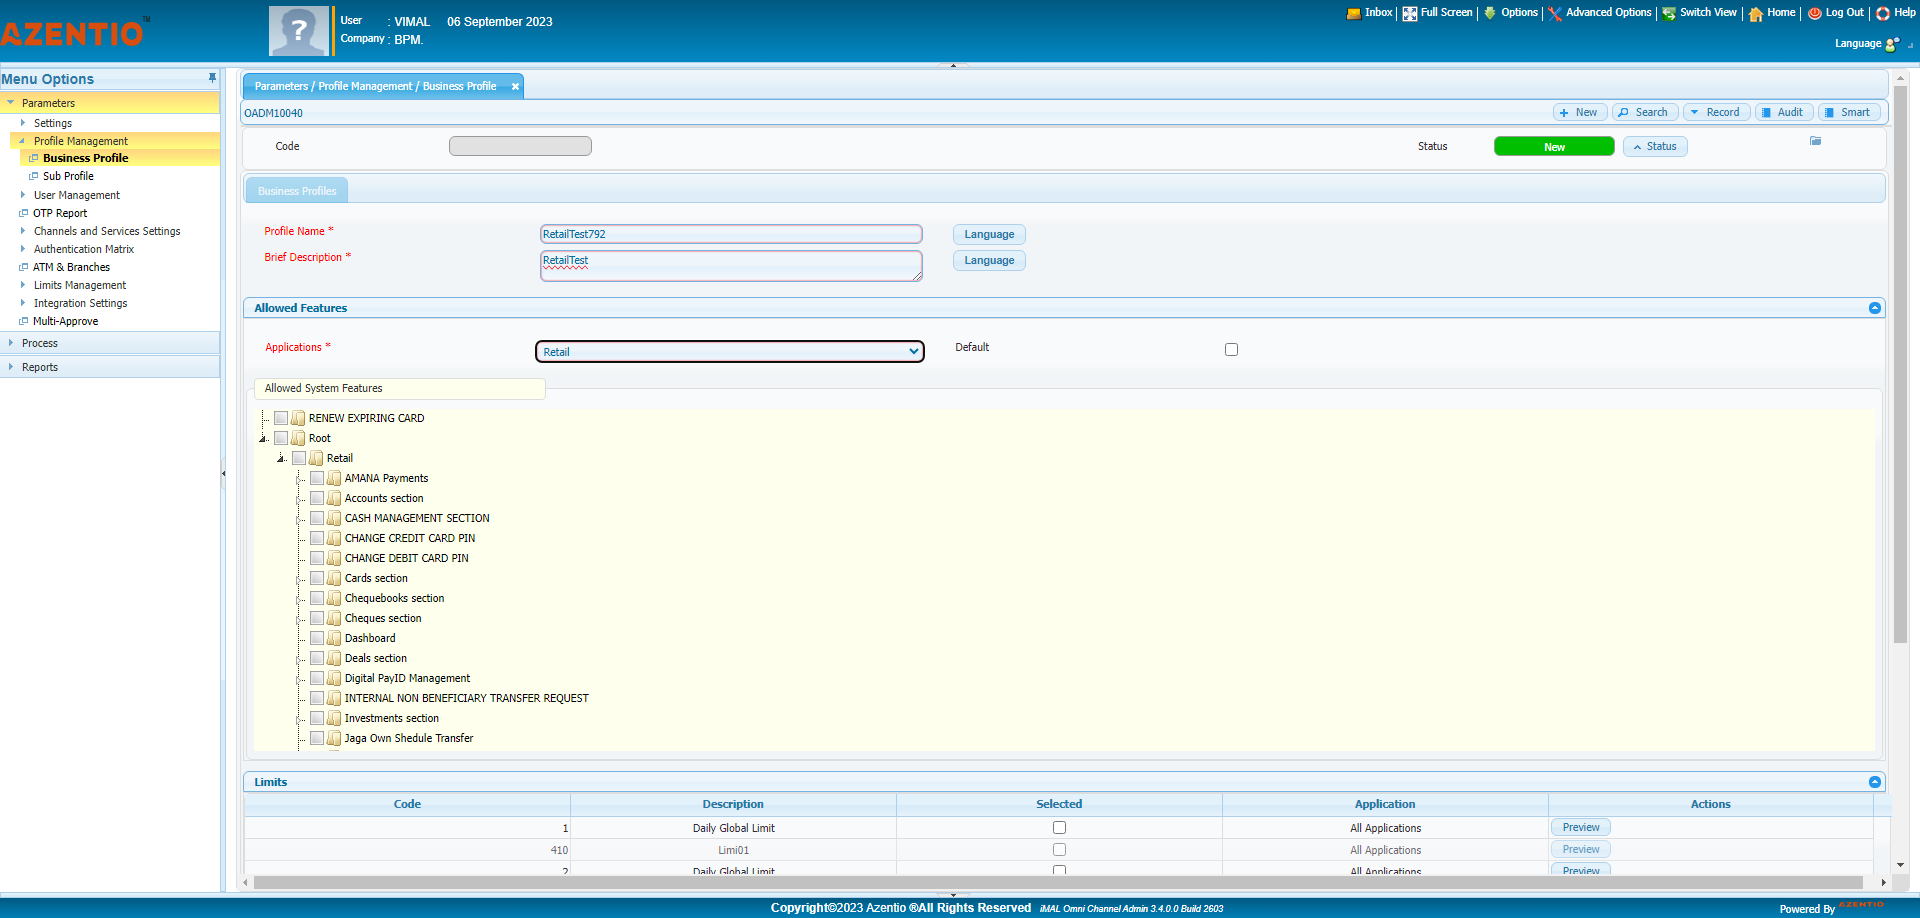 AZENTIO™
User : VIMAL 06 September 2023
Company : BPM.
Inbox Full Screen Options Advanced Options Switch View Home Log Out Help
Language
Menu Options
Parameters
Settings
Profile Management
Business Profile
Sub Profile
User Management
OTP Report
Channels and Services Settings
Authentication Matrix
ATM & Branches
Limits Management
Integration Settings
Multi-Approve
Process
Reports
Parameters / Profile Management / Business Profile
OADM10040
New Search Record Audit Smart
Code
Status New Status
Business Profiles
Profile Name * RetailTest792 Language
Brief Description * RetailTest Language
Allowed Features
Applications * Retail Default
Allowed System Features
RENEW EXPIRING CARD
Root
Retail
AMANA Payments
Accounts section
CASH MANAGEMENT SECTION
CHANGE CREDIT CARD PIN
CHANGE DEBIT CARD PIN
Cards section
Chequebooks section
Cheques section
Dashboard
Deals section
Digital PayID Management
INTERNAL NON BENEFICIARY TRANSFER REQUEST
Investments section
Jaga Own Shedule Transfer
Limits
Code Description Selected Application Actions
1 Daily Global Limit All Applications Preview
410 Limi01 All Applications Preview
2 Daily Global Limit All Applications Preview
Copyright©2023 Azentio ®All Rights Reserved iMAL Omni Channel Admin 3.4.0.0 Build 2603
Powered By AZENTIO